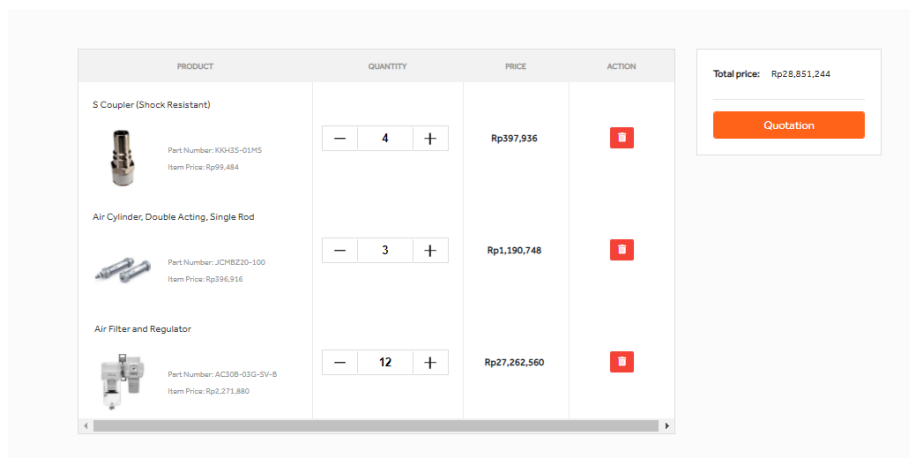 PRODUCT QUANTITY PRICE ACTION
Total price: Rp28,851,244
Quotation
S Coupler (Shock Resistant)
Part Number: KKH3S-01MS
Item Price: Rp99,484
— 4 + Rp397,936
Air Cylinder, Double Acting, Single Rod
Part Number: JCMBZ20-100
Item Price: Rp396,916
— 3 + Rp1,190,748
Air Filter and Regulator
Part Number: AC30B-03G-SV-B
Item Price: Rp2,271,880
— 12 + Rp27,262,560